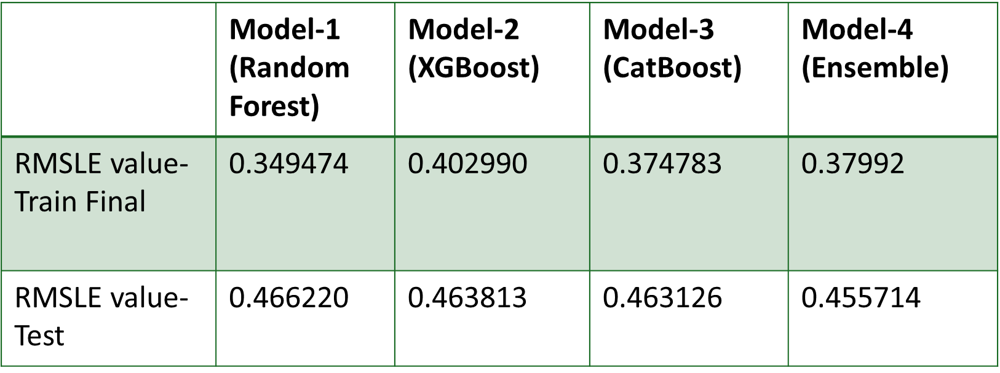 Model-1
(Random
Forest)
Model-2
(XGBoost)
Model-3
(CatBoost)
Model-4
(Ensemble)
RMSLE value-
Train Final
0.349474
0.402990
0.374783
0.37992
RMSLE value-
Test
0.466220
0.463813
0.463126
0.455714